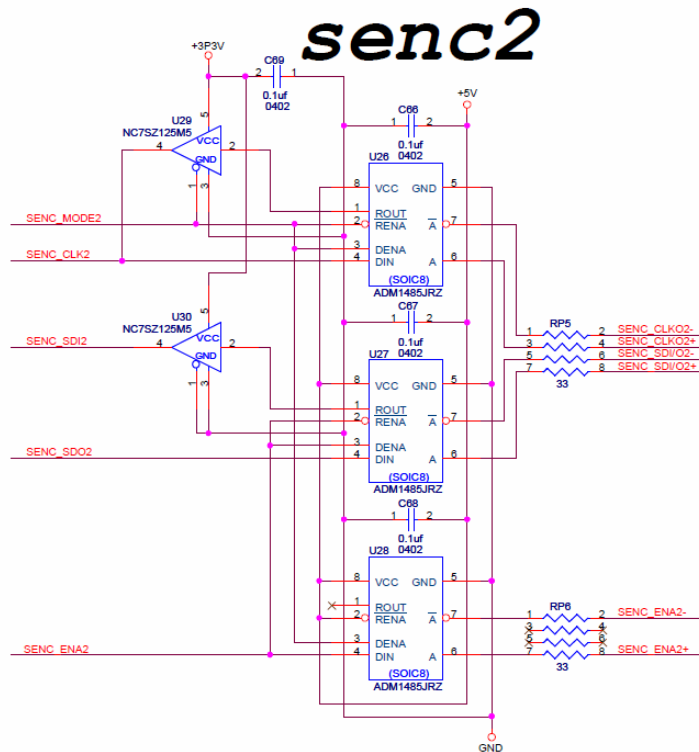 senc2
+3P3V
C69
2 1
0.1uf
0402
+5V
U29
NC7SZ125M5
5
VCC
4 2
GND
1 3
C66
1 2
0.1uf
0402
U26
8 VCC GND 5
1 ROUT
2 RENA A 7
3 DENA
4 DIN A 6
(SOIC8)
ADM1485JRZ
SENC_MODE2
SENC_CLK2
U30
NC7SZ125M5
5
VCC
4 2
GND
1 3
SENC_SDI2
C67
1 2
0.1uf
0402
U27
8 VCC GND 5
1 ROUT
2 RENA A 7
3 DENA
4 DIN A 6
(SOIC8)
ADM1485JRZ
RP5
1 2 SENC_CLKO2-
3 4 SENC_CLKO2+
5 6 SENC_SDI/O2-
7 8 SENC_SDI/O2+
33
SENC_SDO2
C68
1 2
0.1uf
0402
U28
8 VCC GND 5
1 ROUT
2 RENA A 7
3 DENA
4 DIN A 6
(SOIC8)
ADM1485JRZ
RP6
1 2 SENC_ENA2-
3 4
5 6
7 8 SENC_ENA2+
33
SENC_ENA2
GND